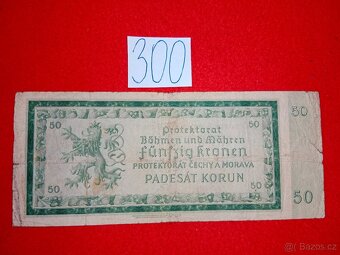 300
50 50 50
Protektorat
Böhmen und Mähren
Fünfzig Kronen
PROTEKTORÁT ČECHY A MORAVA
PADESÁT KORUN
50 50 50
Bazos.cz